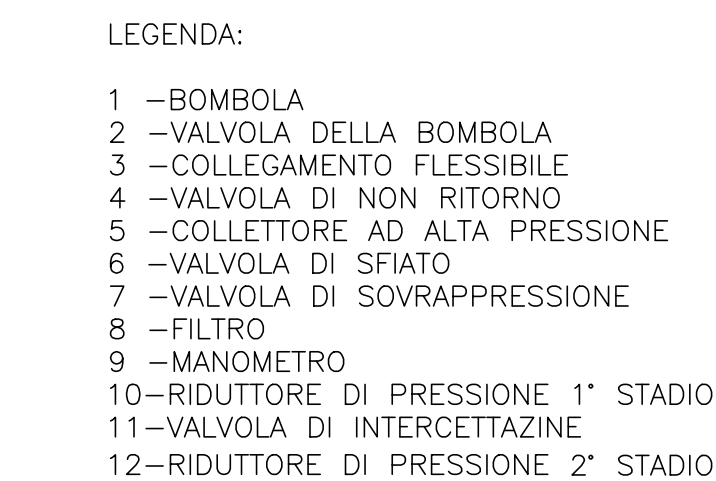 LEGENDA:
1 –BOMBOLA
2 –VALVOLA DELLA BOMBOLA
3 –COLLEGAMENTO FLESSIBILE
4 –VALVOLA DI NON RITORNO
5 –COLLETTORE AD ALTA PRESSIONE
6 –VALVOLA DI SFIATO
7 –VALVOLA DI SOVRAPPRESSIONE
8 –FILTRO
9 –MANOMETRO
10–RIDUTTORE DI PRESSIONE 1° STADIO
11–VALVOLA DI INTERCETTAZINE
12–RIDUTTORE DI PRESSIONE 2° STADIO